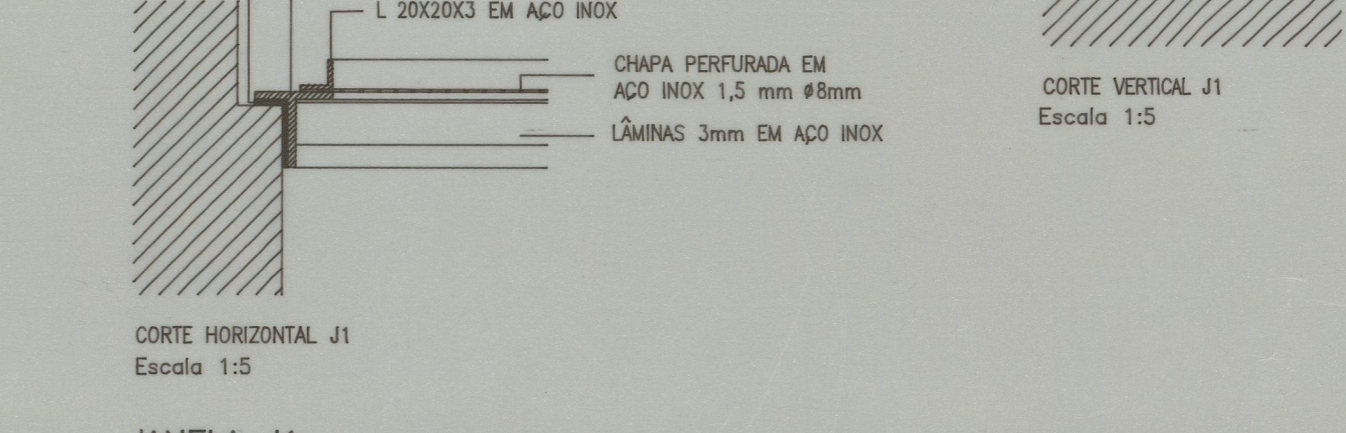 L 20X20X3 EM AÇO INOX
CHAPA PERFURADA EM
AÇO INOX 1,5 mm ø8mm
LÂMINAS 3mm EM AÇO INOX
CORTE VERTICAL J1
Escala 1:5
CORTE HORIZONTAL J1
Escala 1:5